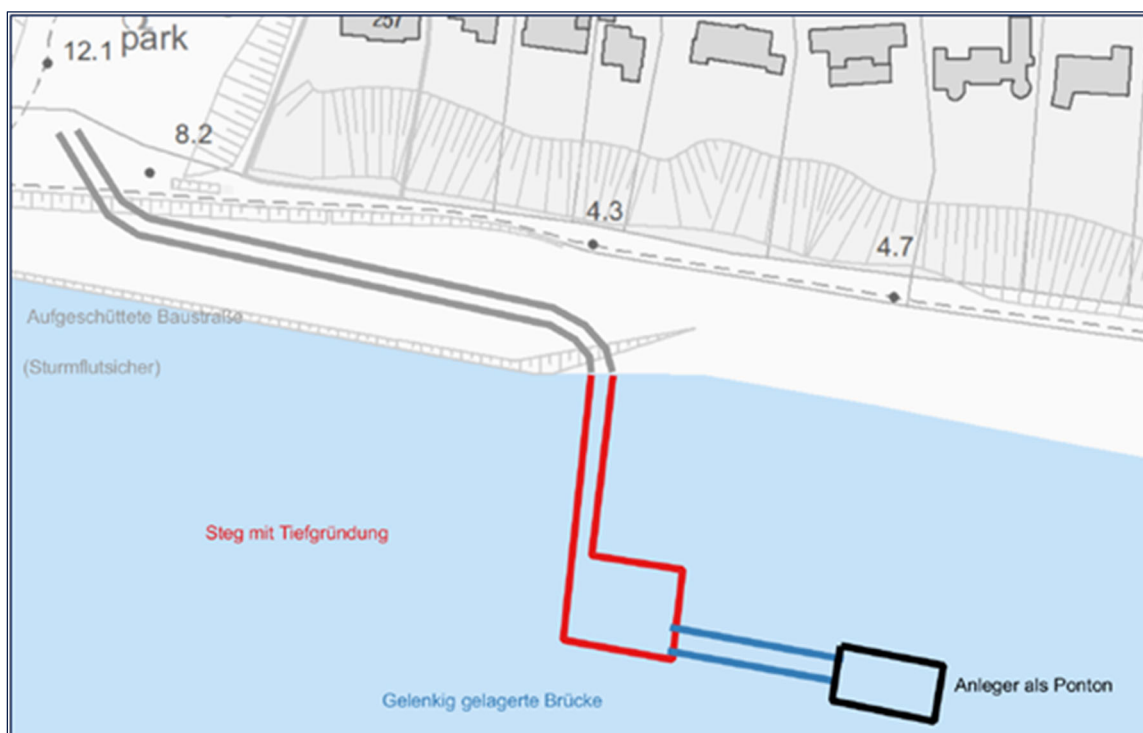 257
park
12.1
8.2
4.3
4.7
Aufgeschüttete Baustraße
(Sturmflutsicher)
Steg mit Tiefgründung
Anleger als Ponton
Gelenkig gelagerte Brücke